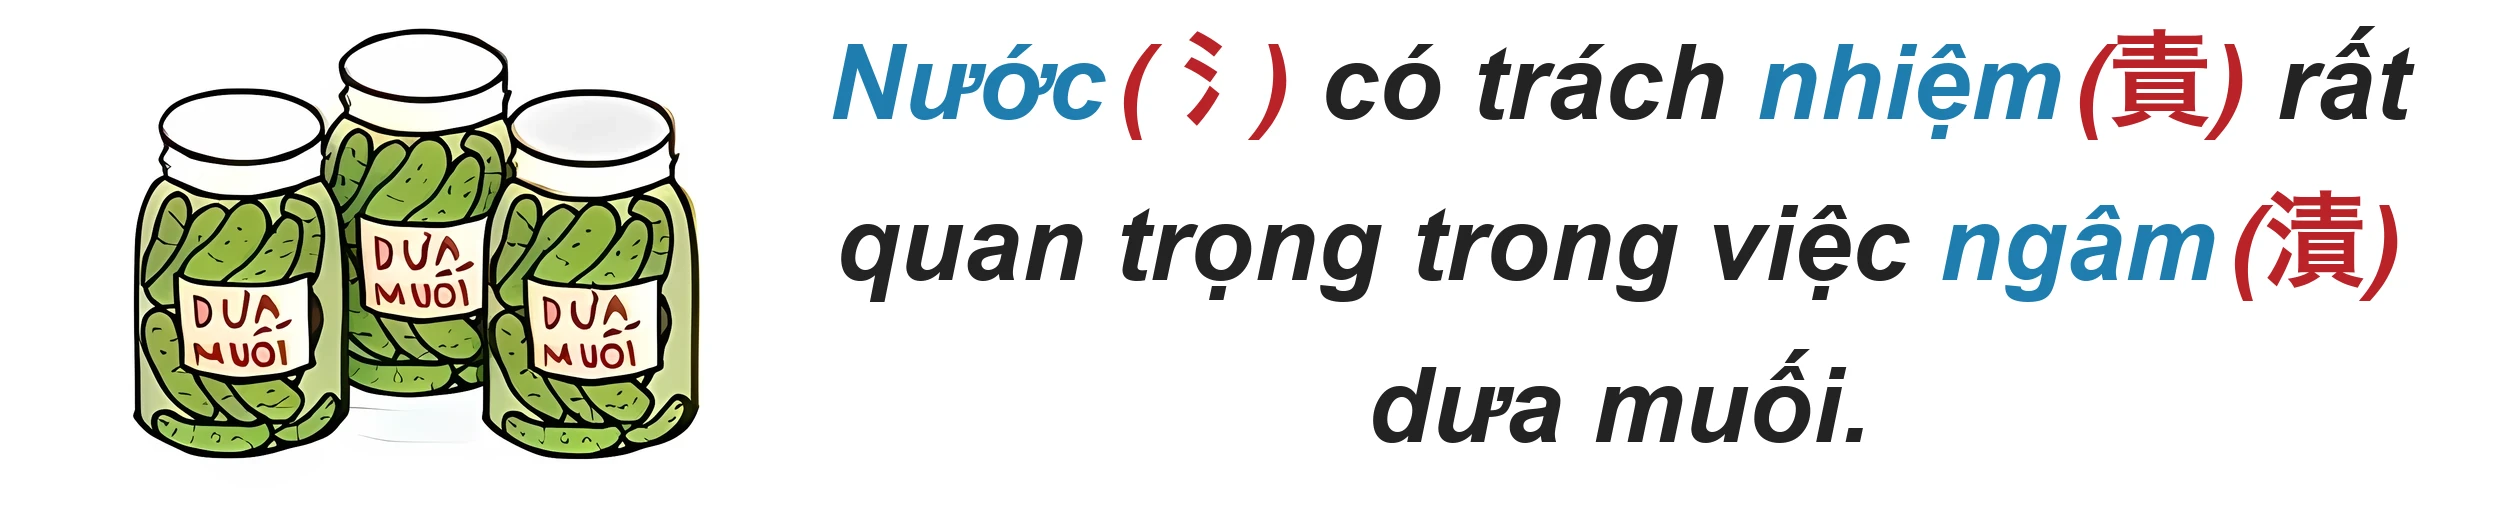 Nước(氵) có trách nhiệm(責) rất
quan trọng trong việc ngâm(漬)
dưa muối.
DƯA
MUỐI
DƯA
MUỐI
DƯA
MUỐI